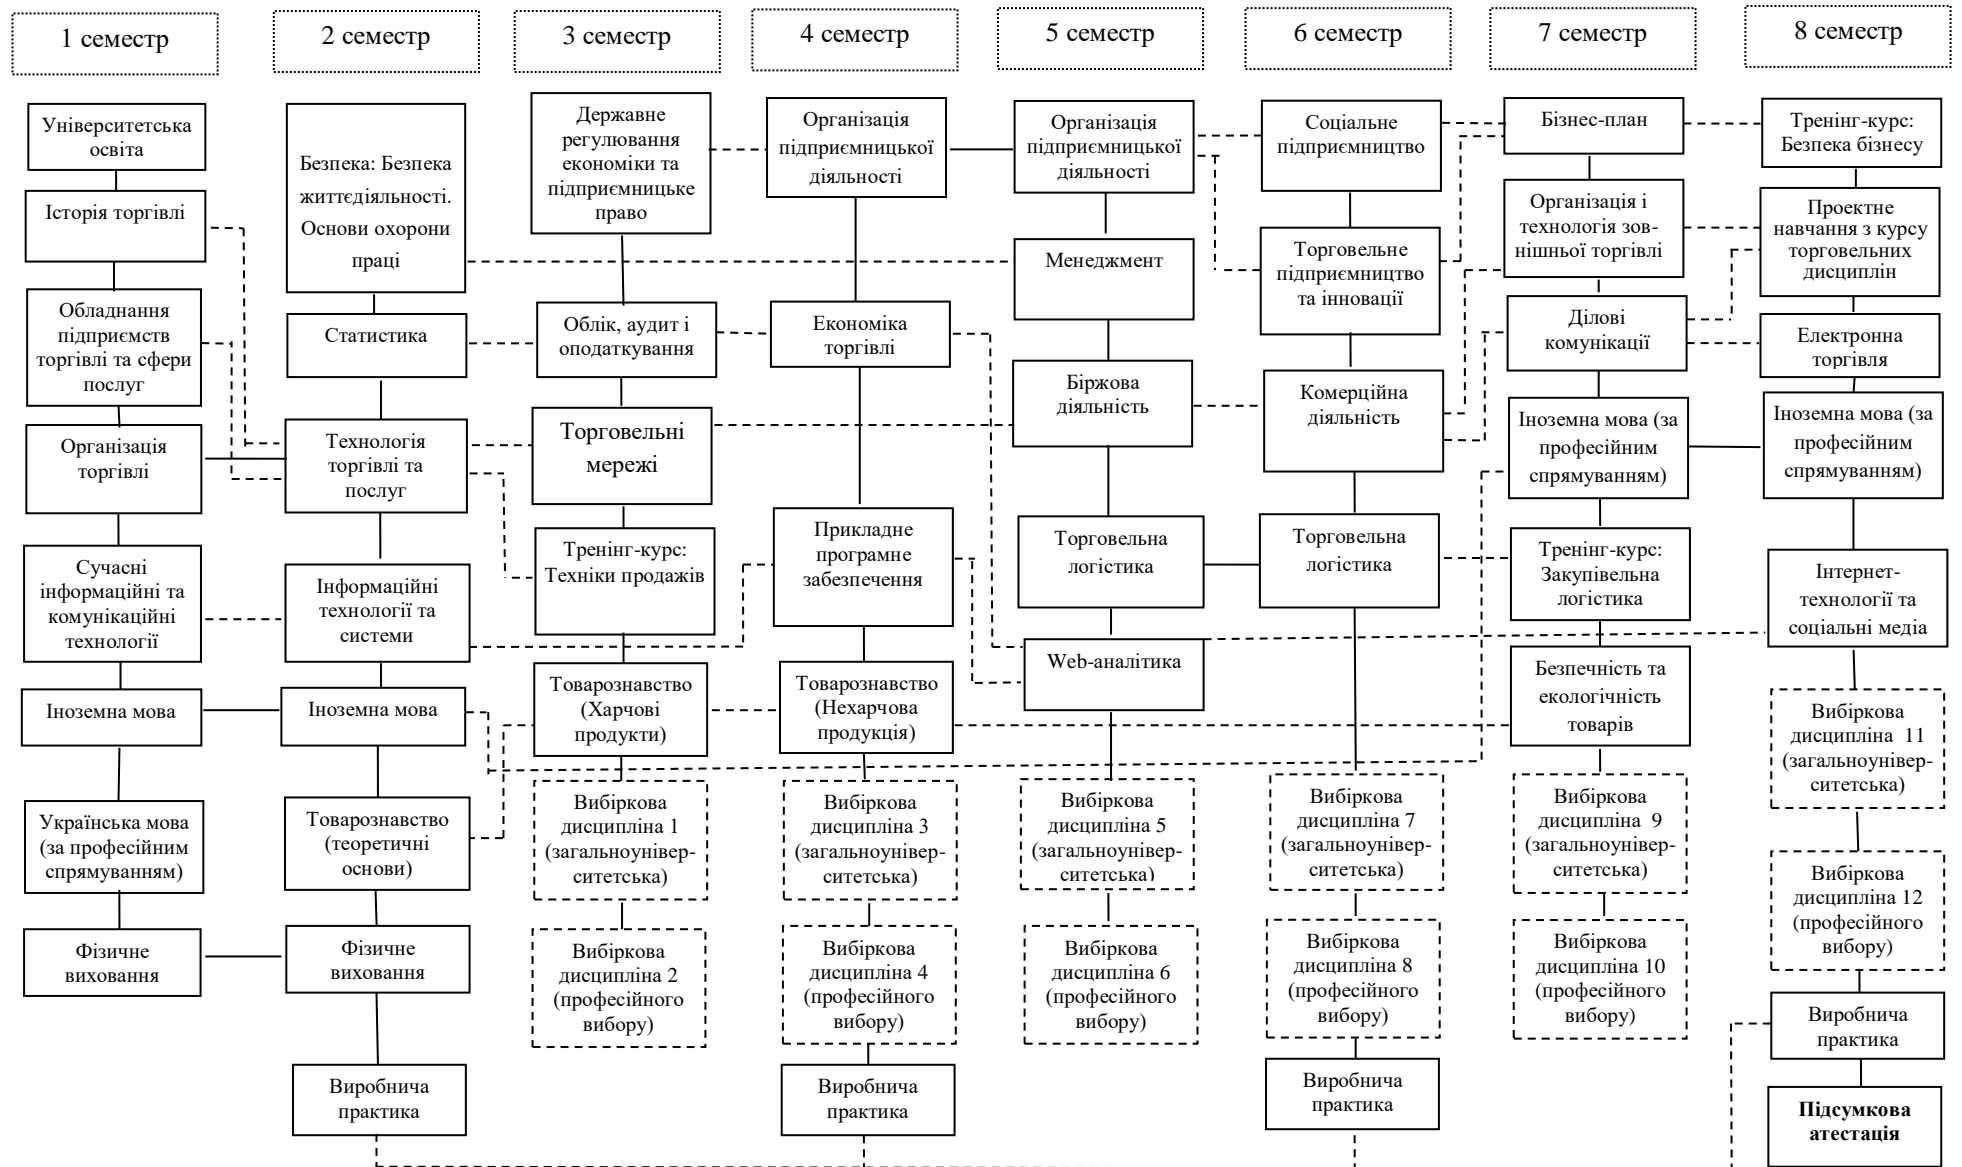 1 семестр
2 семестр
3 семестр
4 семестр
5 семестр
6 семестр
7 семестр
8 семестр
Університетська
освіта
Історія торгівлі
Обладнання
підприємств
торгівлі та сфери
послуг
Організація
торгівлі
Сучасні
інформаційні та
комунікаційні
технології
Іноземна мова
Українська мова
(за професійним
спрямуванням)
Фізичне
виховання
Безпека: Безпека
життєдіяльності.
Основи охорони
праці
Статистика
Технологія
торгівлі та
послуг
Інформаційні
технології та
системи
Іноземна мова
Товарознавство
(теоретичні
основи)
Фізичне
виховання
Виробнича
практика
Державне
регулювання
економіки та
підприємницьке
право
Облік, аудит і
оподаткування
Торговельні
мережі
Тренінг-курс:
Техніки продажів
Товарознавство
(Харчові
продукти)
Вибіркова
дисципліна 1
(загальноунівер-
ситетська)
Вибіркова
дисципліна 2
(професійного
вибору)
Організація
підприємницької
діяльності
Економіка
торгівлі
Прикладне
програмне
забезпечення
Товарознавство
(Нехарчова
продукція)
Вибіркова
дисципліна 3
(загальноунівер-
ситетська)
Вибіркова
дисципліна 4
(професійного
вибору)
Виробнича
практика
Організація
підприємницької
діяльності
Менеджмент
Біржова
діяльність
Торговельна
логістика
Web-аналітика
Вибіркова
дисципліна 5
(загальноунівер-
ситетська)
Вибіркова
дисципліна 6
(професійного
вибору)
Соціальне
підприємництво
Торговельне
підприємництво
та інновації
Комерційна
діяльність
Торговельна
логістика
Вибіркова
дисципліна 7
(загальноунівер-
ситетська)
Вибіркова
дисципліна 8
(професійного
вибору)
Виробнича
практика
Бізнес-план
Організація і
технологія зов-
нішньої торгівлі
Ділові
комунікації
Іноземна мова (за
професійним
спрямуванням)
Тренінг-курс:
Закупівельна
логістика
Безпечність та
екологічність
товарів
Вибіркова
дисципліна 9
(загальноунівер-
ситетська)
Вибіркова
дисципліна 10
(професійного
вибору)
Тренінг-курс:
Безпека бізнесу
Проектне
навчання з курсу
торговельних
дисциплін
Електронна
торгівля
Іноземна мова (за
професійним
спрямуванням)
Інтернет-
технології та
соціальні медіа
Вибіркова
дисципліна 11
(загальноунівер-
ситетська)
Вибіркова
дисципліна 12
(професійного
вибору)
Виробнича
практика
Підсумкова
атестація